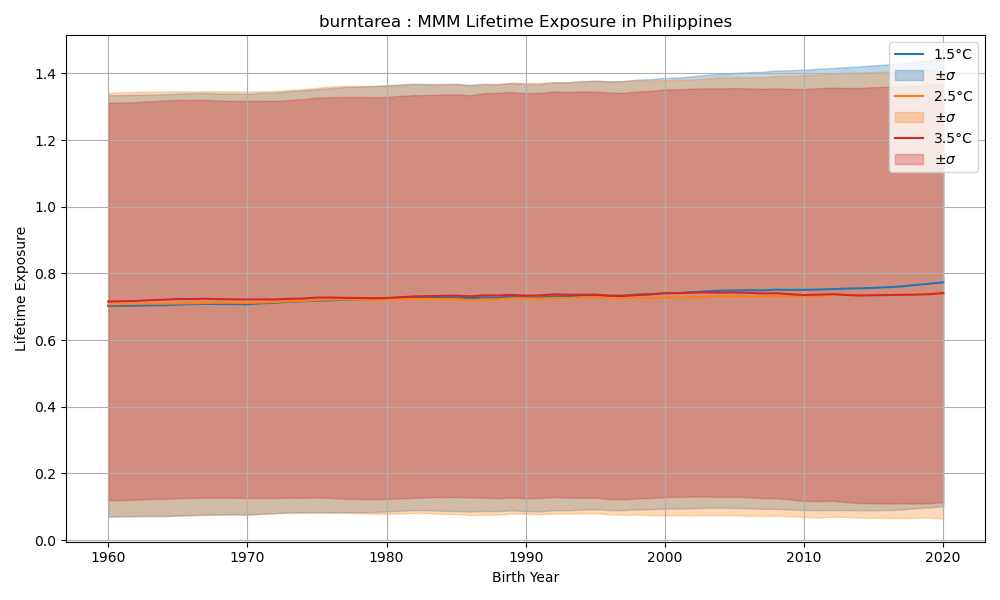 burntarea : MMM Lifetime Exposure in Philippines
1.5°C
±σ
2.5°C
±σ
3.5°C
±σ
Lifetime Exposure
1.4
1.2
1.0
0.8
0.6
0.4
0.2
0.0
1960 1970 1980 1990 2000 2010 2020
Birth Year